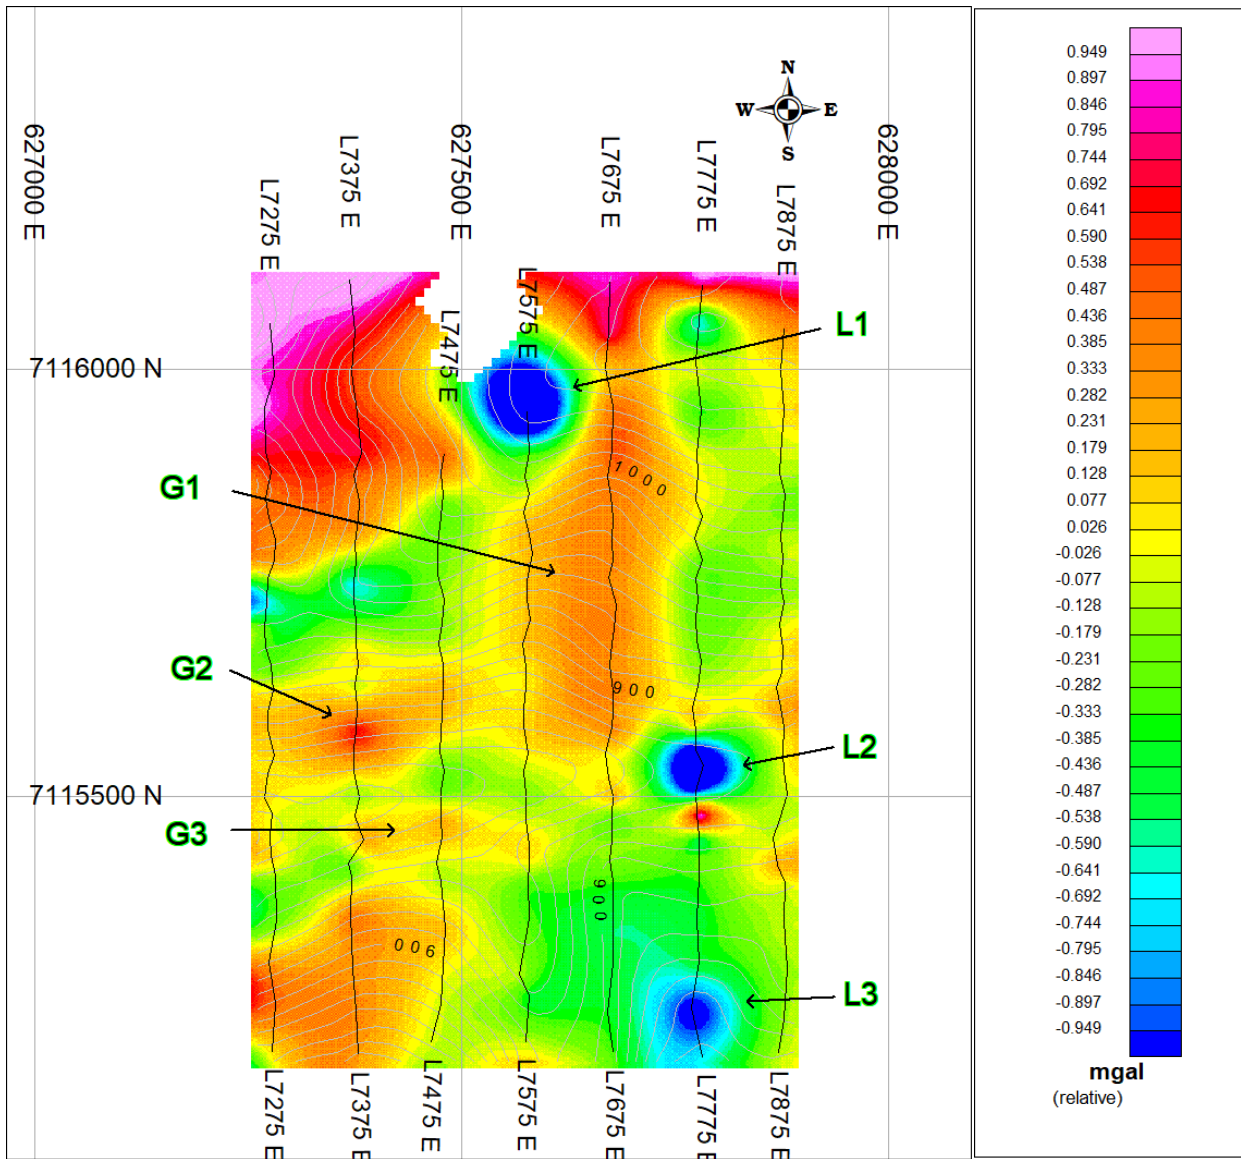 N
W E
S
627000 E
627500 E
628000 E
L7275 E
L7375 E
L7475 E
L7575 E
L7675 E
L7775 E
L7875 E
7116000 N
7115500 N
L1
G1
1000
G2
900
L2
G3
900
900
L3
L7275 E
L7375 E
L7475 E
L7575 E
L7675 E
L7775 E
L7875 E
0.949
0.897
0.846
0.795
0.744
0.692
0.641
0.590
0.538
0.487
0.436
0.385
0.333
0.282
0.231
0.179
0.128
0.077
0.026
-0.026
-0.077
-0.128
-0.179
-0.231
-0.282
-0.333
-0.385
-0.436
-0.487
-0.538
-0.590
-0.641
-0.692
-0.744
-0.795
-0.846
-0.897
-0.949
mgal
(relative)